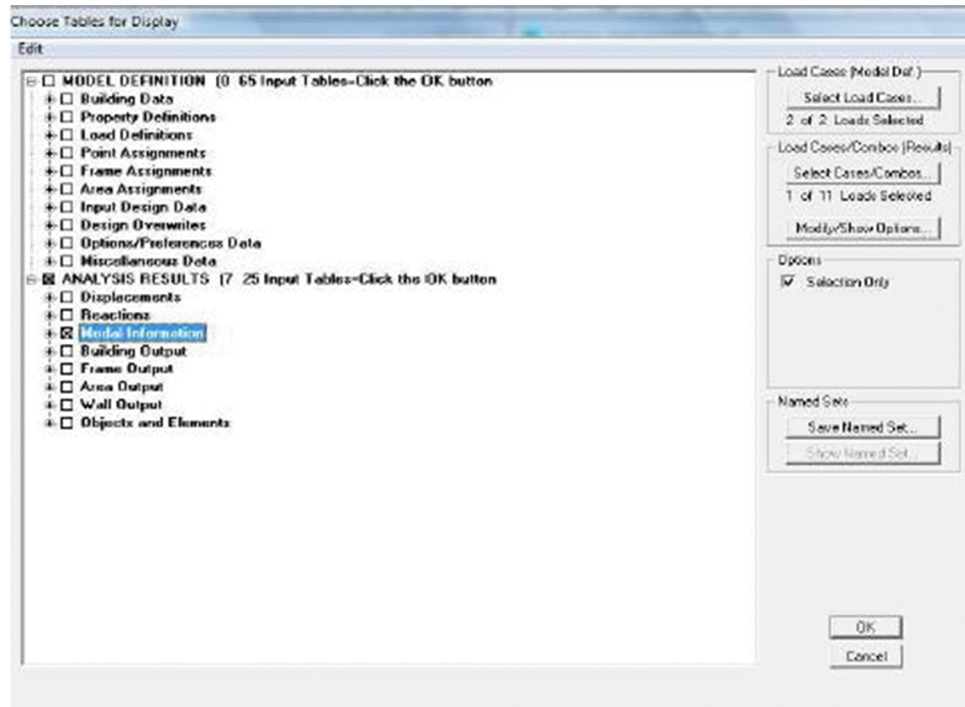 Choose Tables for Display
Edit
MODEL DEFINITION (0 65 Input Tables=Click the OK button
Building Data
Property Definitions
Load Definitions
Point Assignments
Frame Assignments
Area Assignments
Input Design Data
Design Overwrites
Options/Preferences Data
Miscellaneous Data
ANALYSIS RESULTS (7 25 Input Tables=Click the OK button
Displacements
Reactions
Modal Information
Building Output
Frame Output
Area Output
Wall Output
Objects and Elements
Load Cases (Model Def.)
Select Load Cases...
2 of 2 Loads Selected
Load Cases/Combos (Results)
Select Cases/Combos...
1 of 11 Loads Selected
Modify/Show Options...
Options
Selection Only
Named Sets
Save Named Set...
Show Named Set...
OK
Cancel